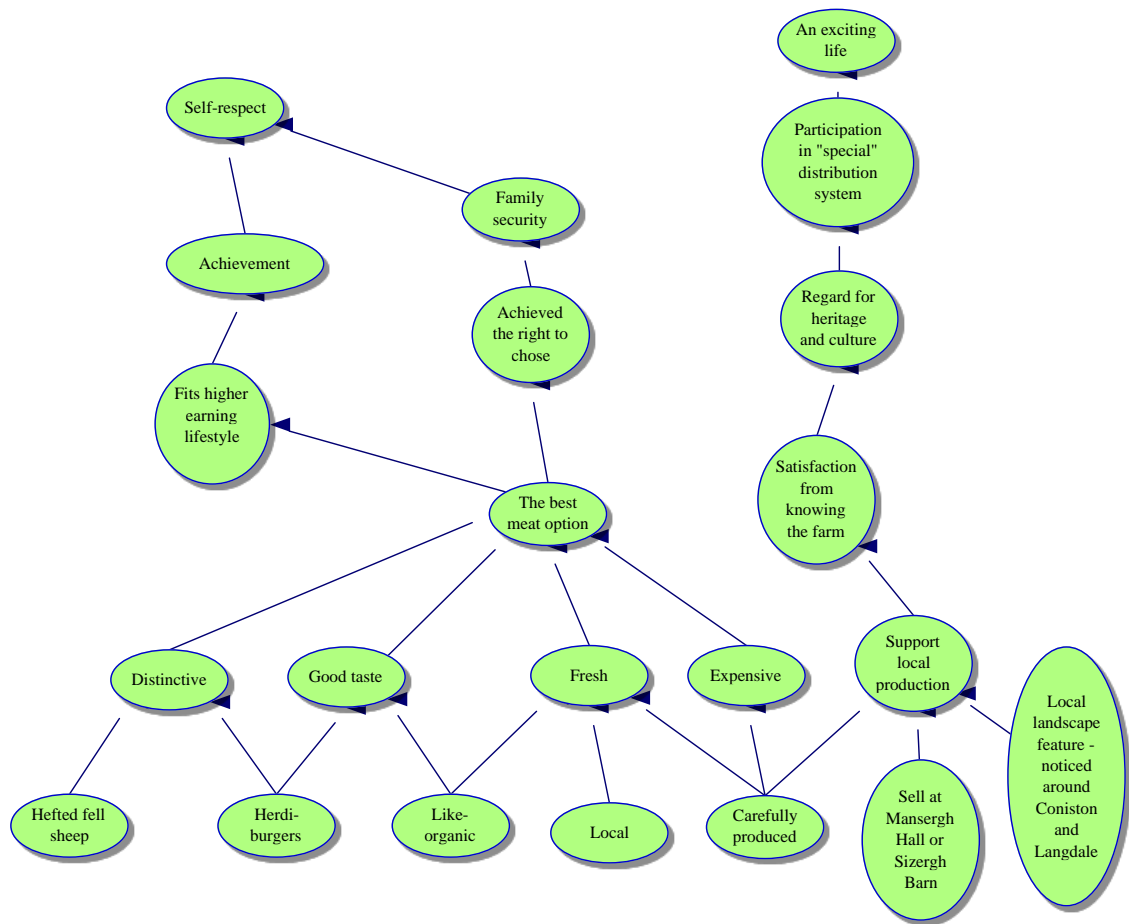 An exciting
life
Self-respect
Participation
in "special"
distribution
system
Family
security
Achievement
Regard for
heritage
and culture
Achieved
the right to
chose
Fits higher
earning
lifestyle
Satisfaction
from
knowing
the farm
The best
meat option
Distinctive
Good taste
Fresh
Expensive
Support
local
production
Local
landscape
feature -
noticed
around
Coniston
and
Langdale
Hefted fell
sheep
Herdi-
burgers
Like-
organic
Local
Carefully
produced
Sell at
Mansergh
Hall or
Sizergh
Barn